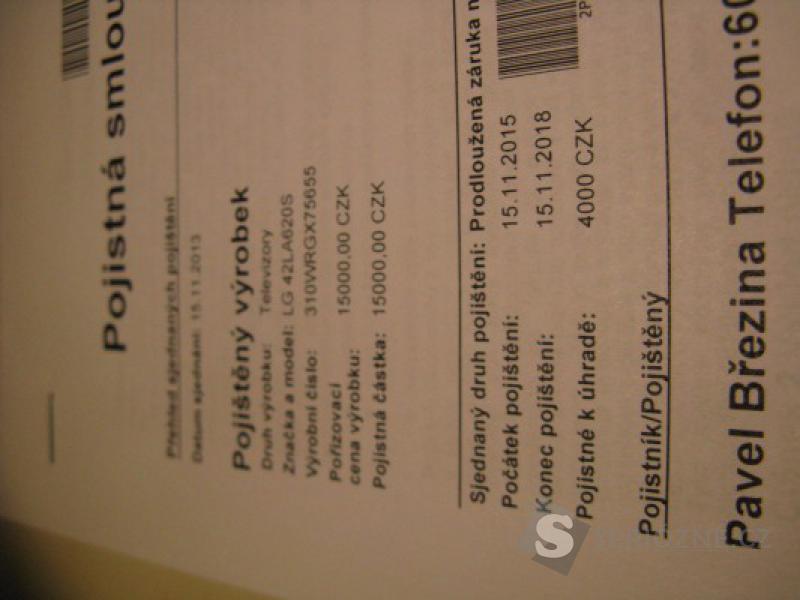 Pojistná smlou
Přehled sjednaných pojištění
Datum sjednání: 15.11.2013
Pojištěný výrobek
Druh výrobku: Televizory
Značka a model: LG 42LA620S
Výrobní číslo: 310WRGX75655
Pořizovací
cena výrobku: 15000,00 CZK
Pojistná částka: 15000,00 CZK
Sjednaný druh pojištění: Prodloužená záruka n
Počátek pojištění: 15.11.2015
Konec pojištění: 15.11.2018
Pojistné k úhradě: 4000 CZK
2P
Pojistník/Pojištěný
Pavel Březina Telefon:60